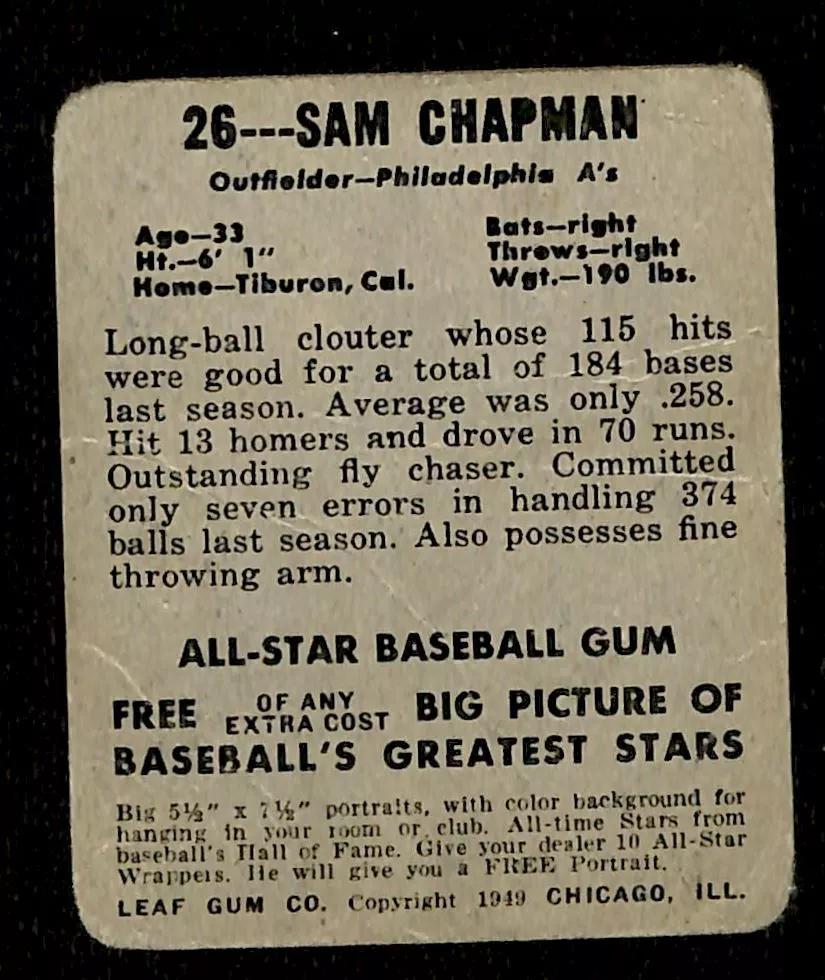 26---SAM CHAPMAN
Outfielder—Philadelphia A's
Age—33
Ht.—6' 1"
Home—Tiburon, Cal.
Bats—right
Throws—right
Wgt.—190 lbs.
Long-ball clouter whose 115 hits
were good for a total of 184 bases
last season. Average was only .258.
Hit 13 homers and drove in 70 runs.
Outstanding fly chaser. Committed
only seven errors in handling 374
balls last season. Also possesses fine
throwing arm.
ALL-STAR BASEBALL GUM
FREE OF ANY EXTRA COST BIG PICTURE OF
BASEBALL'S GREATEST STARS
Big 5½" x 7½" portraits, with color background for
hanging in your room or club. All-time Stars from
baseball's Hall of Fame. Give your dealer 10 All-Star
Wrappers. He will give you a FREE Portrait.
LEAF GUM CO. Copyright 1949 CHICAGO, ILL.